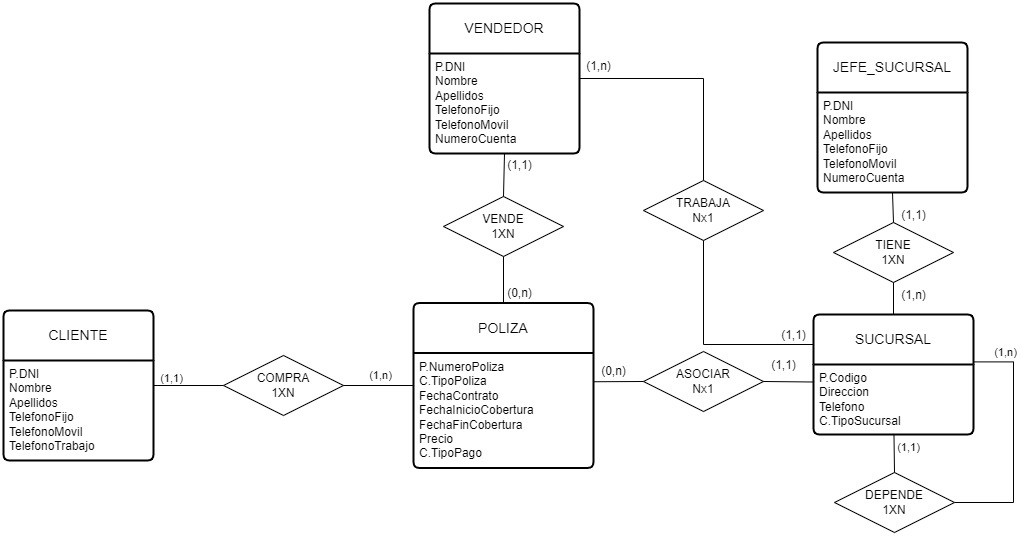 VENDEDOR
P.DNI
Nombre
Apellidos
TelefonoFijo
TelefonoMovil
NumeroCuenta
(1,n)
(1,1)
JEFE_SUCURSAL
P.DNI
Nombre
Apellidos
TelefonoFijo
TelefonoMovil
NumeroCuenta
VENDE
1XN
TRABAJA
Nx1
(1,1)
TIENE
1XN
(0,n)
(1,n)
CLIENTE
P.DNI
Nombre
Apellidos
TelefonoFijo
TelefonoMovil
TelefonoTrabajo
(1,1)
COMPRA
1XN
(1,n)
POLIZA
P.NumeroPoliza
C.TipoPoliza
FechaContrato
FechaInicioCobertura
FechaFinCobertura
Precio
C.TipoPago
(0,n)
ASOCIAR
Nx1
(1,1)
(1,1)
SUCURSAL
P.Codigo
Direccion
Telefono
C.TipoSucursal
(1,n)
(1,1)
DEPENDE
1XN